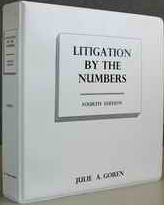 LITIGATION
BY THE
NUMBERS
FOURTH EDITION
JULIE A. GOREN